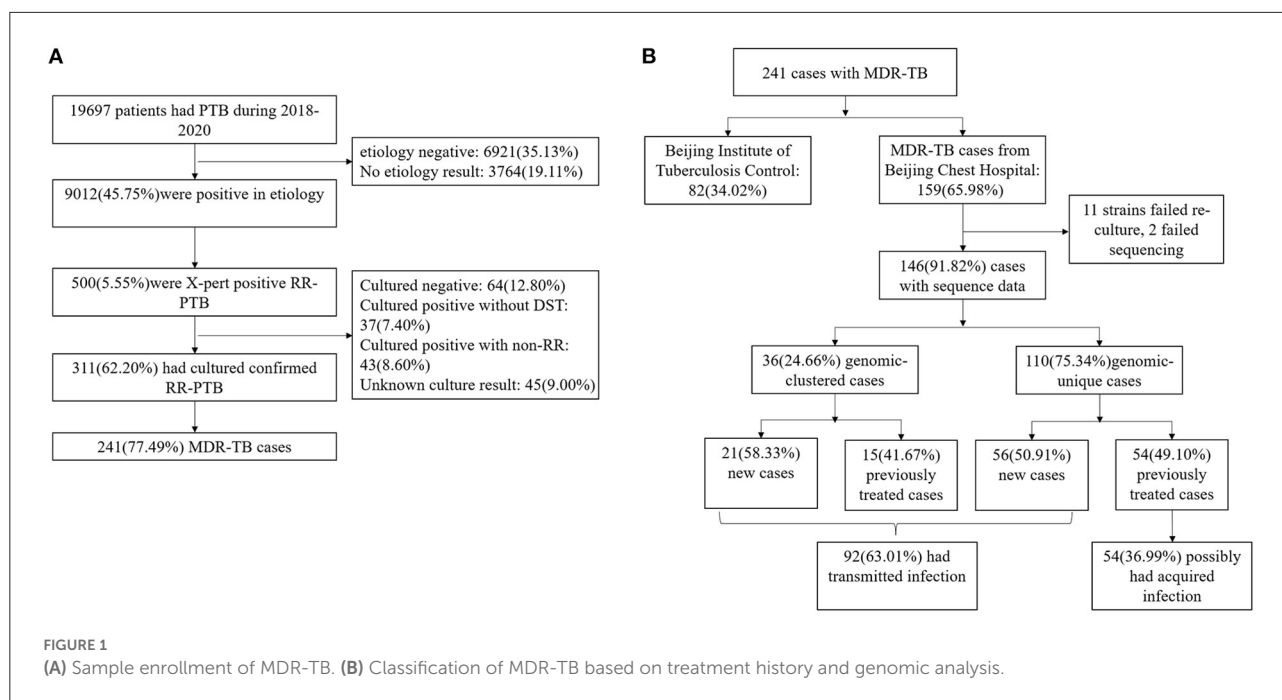 A
19697 patients had PTB during 2018-
2020
etiology negative: 6921(35.13%)
No etiology result: 3764(19.11%)
9012(45.75%)were positive in etiology
500(5.55%)were X-pert positive RR-
PTB
Cultured negative: 64(12.80%)
Cultured positive without DST:
37(7.40%)
Cultured positive with non-RR:
43(8.60%)
Unknown culture result: 45(9.00%)
311(62.20%) had cultured confirmed
RR-PTB
241(77.49%) MDR-TB cases
B
241 cases with MDR-TB
Beijing Institute of
Tuberculosis Control:
82(34.02%)
MDR-TB cases from
Beijing Chest Hospital:
159(65.98%)
11 strains failed re-
culture, 2 failed
sequencing
146(91.82%) cases
with sequence data
36(24.66%) genomic-
clustered cases
110(75.34%)genomic-
unique cases
21(58.33%)
new cases
15(41.67%)
previously
treated cases
56(50.91%)
new cases
54(49.10%)
previously
treated cases
92(63.01%) had
transmitted infection
54(36.99%) possibly
had acquired
infection
FIGURE 1
(A) Sample enrollment of MDR-TB. (B) Classification of MDR-TB based on treatment history and genomic analysis.